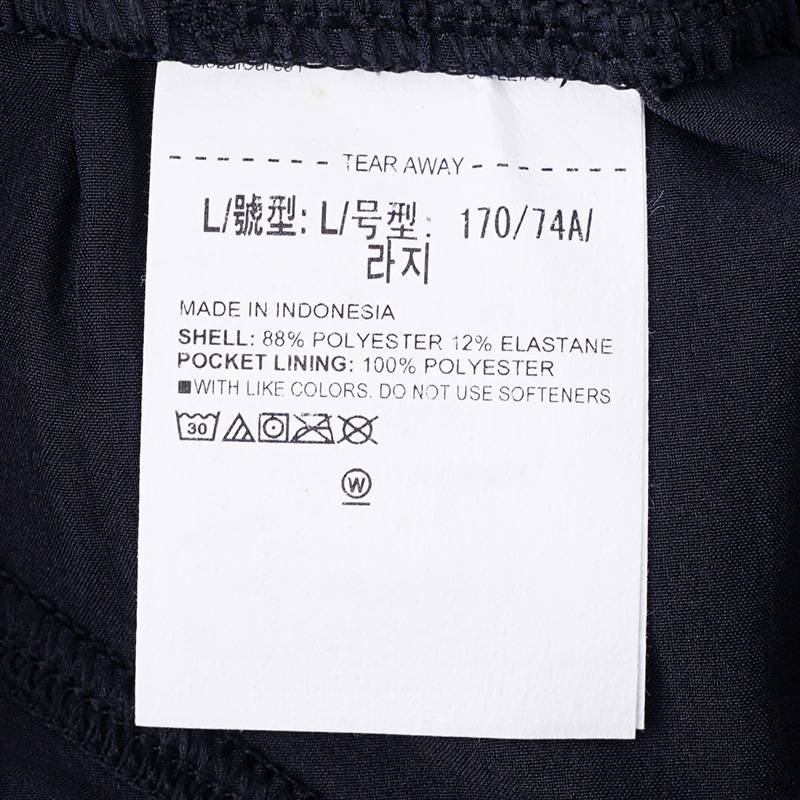 TEAR AWAY
L/號型: L/号型: 170/74A/
라지
MADE IN INDONESIA
SHELL: 88% POLYESTER 12% ELASTANE
POCKET LINING: 100% POLYESTER
WITH LIKE COLORS. DO NOT USE SOFTENERS
30
W